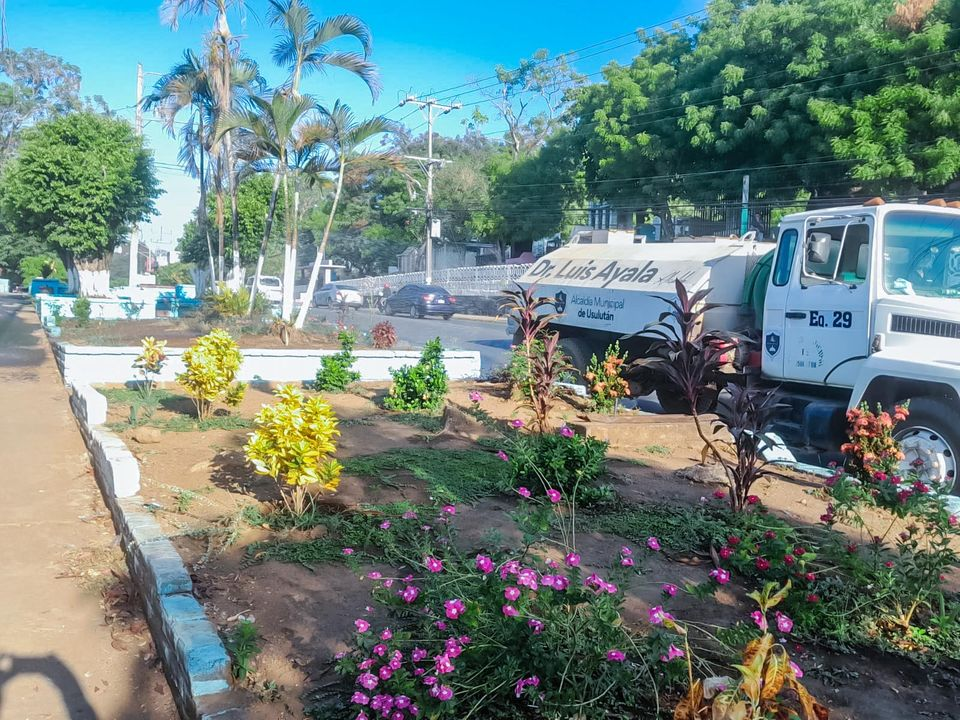 Dr. Luis Ayala
Alcaldía Municipal
de Usulután
Eq. 29